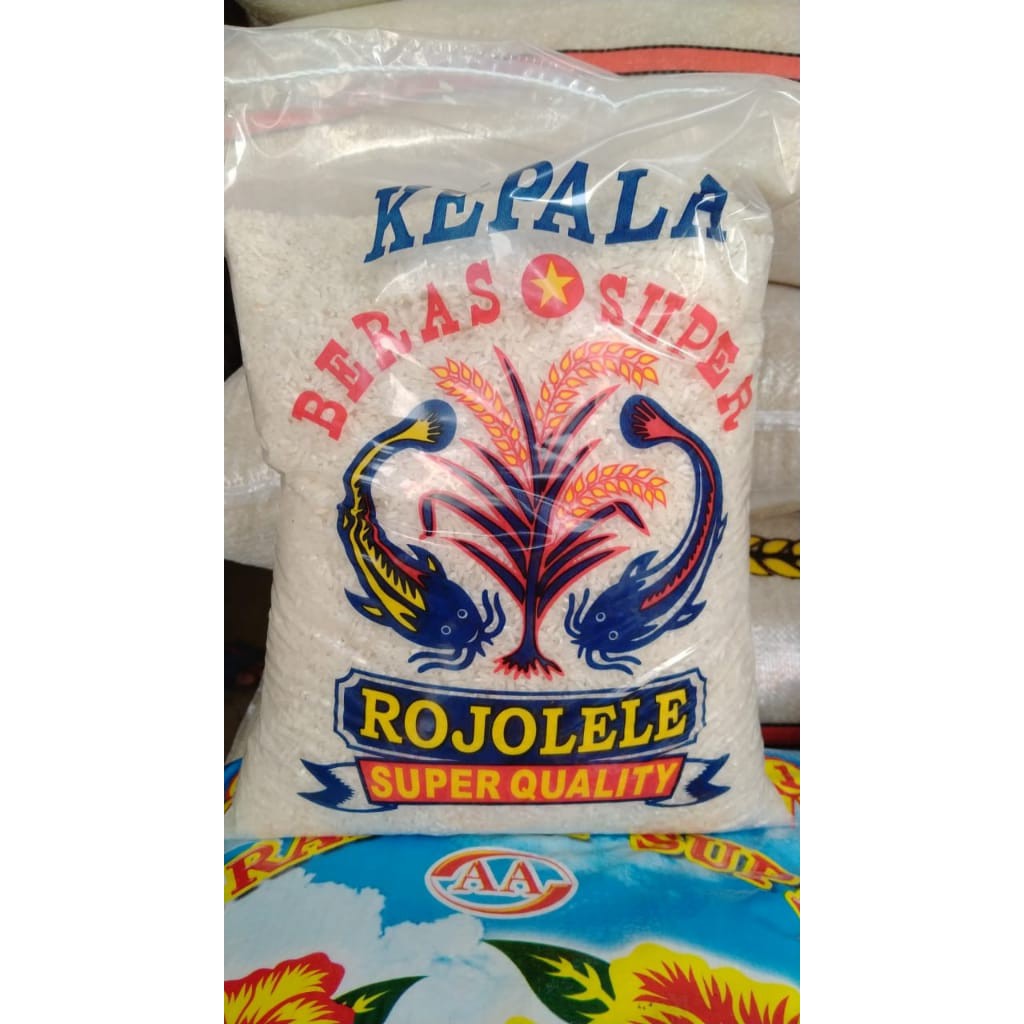 KEPALA
BERAS SUPER
ROJOLELE
SUPER QUALITY
AA